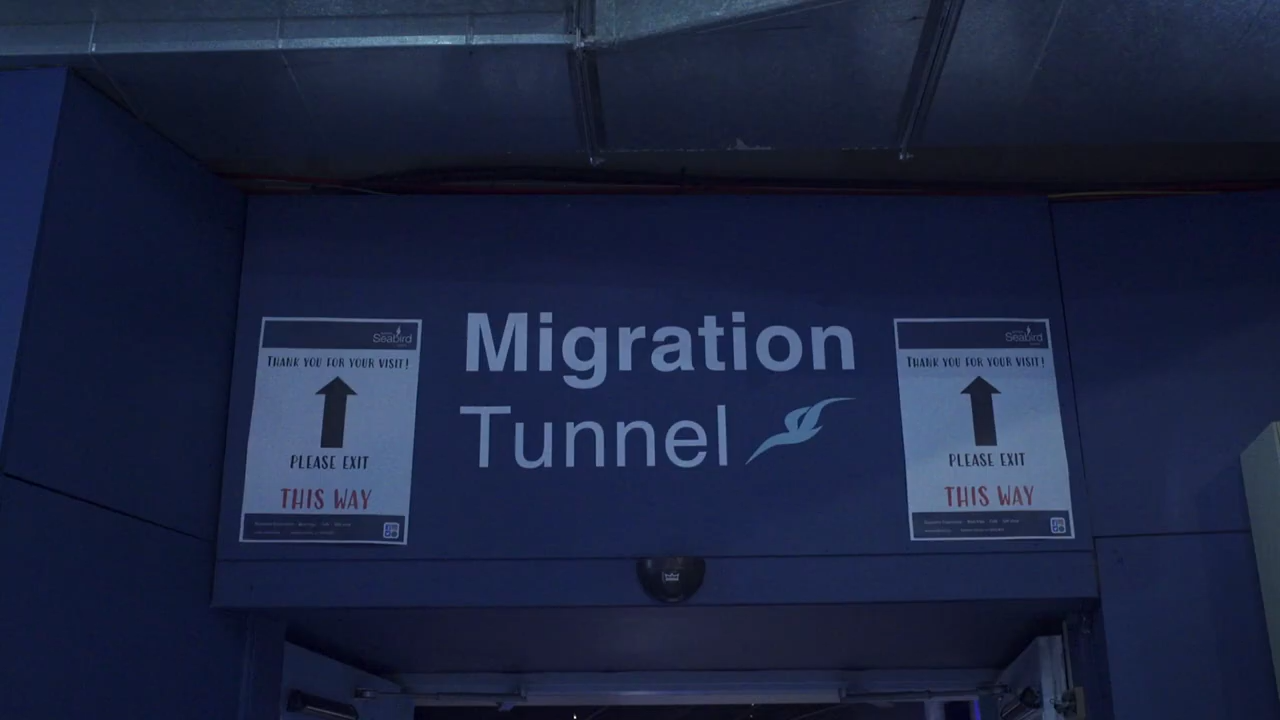 Migration
Tunnel
Seabird
THANK YOU FOR YOUR VISIT!
PLEASE EXIT
THIS WAY
Seabird
THANK YOU FOR YOUR VISIT!
PLEASE EXIT
THIS WAY